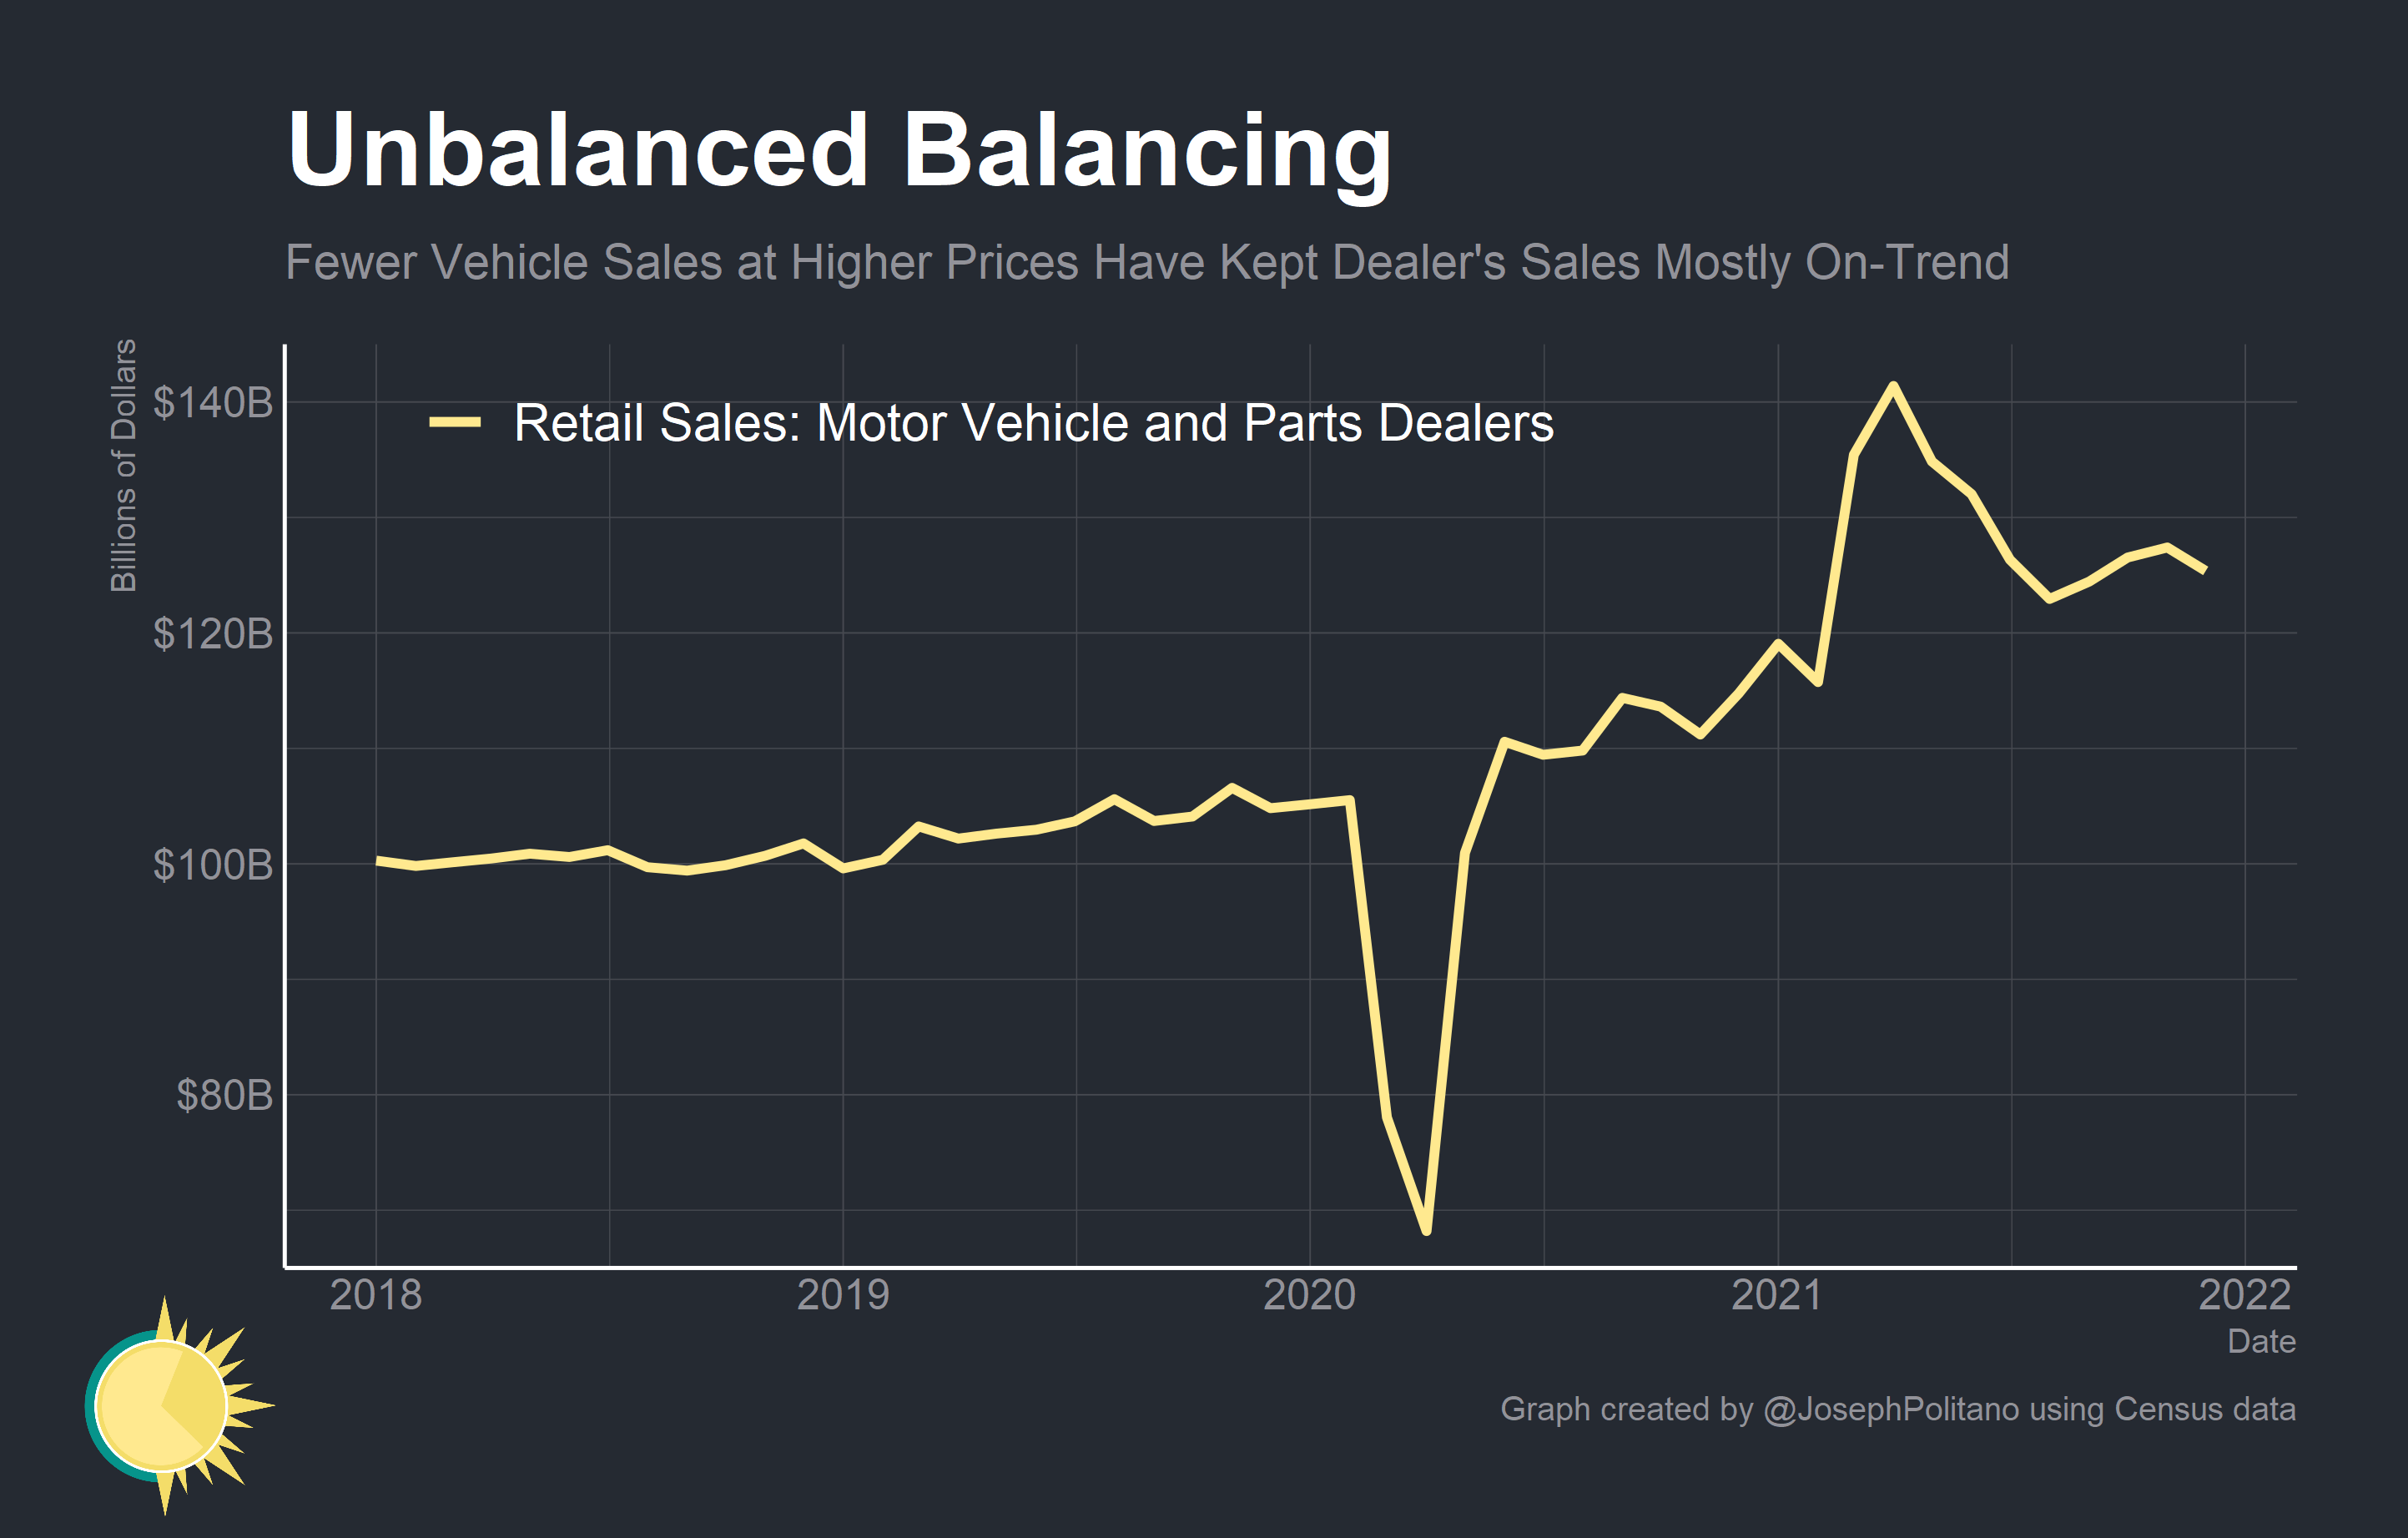 Unbalanced Balancing
Fewer Vehicle Sales at Higher Prices Have Kept Dealer's Sales Mostly On-Trend
Billions of Dollars
$140B
$120B
$100B
$80B
Retail Sales: Motor Vehicle and Parts Dealers
2018
2019
2020
2021
2022
Date
Graph created by @JosephPolitano using Census data